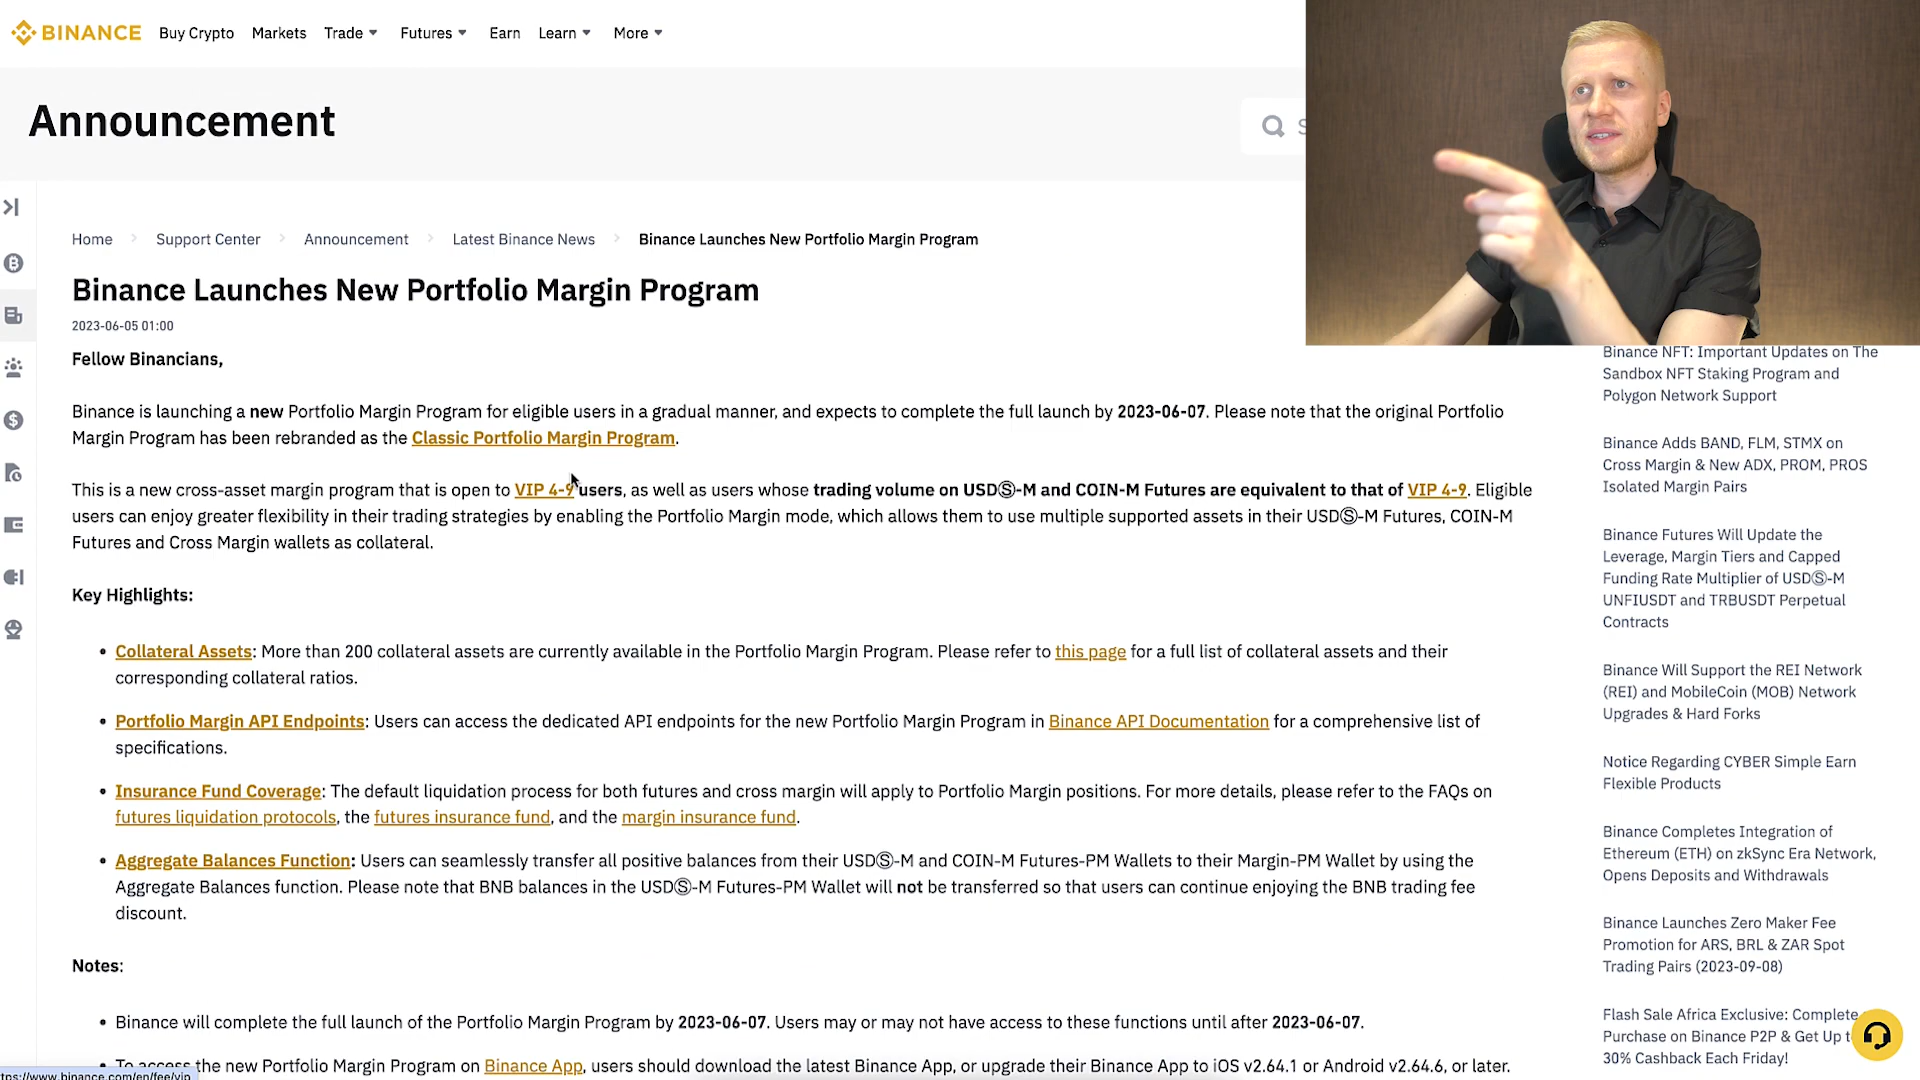 BINANCE Buy Crypto Markets Trade Futures Earn Learn More
Announcement
S
Home Support Center Announcement Latest Binance News Binance Launches New Portfolio Margin Program
Binance Launches New Portfolio Margin Program
2023-06-05 01:00
Fellow Binancians,
Binance is launching a new Portfolio Margin Program for eligible users in a gradual manner, and expects to complete the full launch by 2023-06-07. Please note that the original Portfolio
Margin Program has been rebranded as the Classic Portfolio Margin Program.
This is a new cross-asset margin program that is open to VIP 4-9 users, as well as users whose trading volume on USDⓈ-M and COIN-M Futures are equivalent to that of VIP 4-9. Eligible
users can enjoy greater flexibility in their trading strategies by enabling the Portfolio Margin mode, which allows them to use multiple supported assets in their USDⓈ-M Futures, COIN-M
Futures and Cross Margin wallets as collateral.
Key Highlights:
• Collateral Assets: More than 200 collateral assets are currently available in the Portfolio Margin Program. Please refer to this page for a full list of collateral assets and their
corresponding collateral ratios.
• Portfolio Margin API Endpoints: Users can access the dedicated API endpoints for the new Portfolio Margin Program in Binance API Documentation for a comprehensive list of
specifications.
• Insurance Fund Coverage: The default liquidation process for both futures and cross margin will apply to Portfolio Margin positions. For more details, please refer to the FAQs on
futures liquidation protocols, the futures insurance fund, and the margin insurance fund.
• Aggregate Balances Function: Users can seamlessly transfer all positive balances from their USDⓈ-M and COIN-M Futures-PM Wallets to their Margin-PM Wallet by using the
Aggregate Balances function. Please note that BNB balances in the USDⓈ-M Futures-PM Wallet will not be transferred so that users can continue enjoying the BNB trading fee
discount.
Notes:
• Binance will complete the full launch of the Portfolio Margin Program by 2023-06-07. Users may or may not have access to these functions until after 2023-06-07.
• To access the new Portfolio Margin Program on Binance App, users should download the latest Binance App, or upgrade their Binance App to iOS v2.64.1 or Android v2.64.6, or later.
tps://www.binance.com/en/fee/vip
Binance NFT: Important Updates on The
Sandbox NFT Staking Program and
Polygon Network Support
Binance Adds BAND, FLM, STMX on
Cross Margin & New ADX, PROM, PROS
Isolated Margin Pairs
Binance Futures Will Update the
Leverage, Margin Tiers and Capped
Funding Rate Multiplier of USDⓈ-M
UNFIUSDT and TRBUSDT Perpetual
Contracts
Binance Will Support the REI Network
(REI) and MobileCoin (MOB) Network
Upgrades & Hard Forks
Notice Regarding CYBER Simple Earn
Flexible Products
Binance Completes Integration of
Ethereum (ETH) on zkSync Era Network,
Opens Deposits and Withdrawals
Binance Launches Zero Maker Fee
Promotion for ARS, BRL & ZAR Spot
Trading Pairs (2023-09-08)
Flash Sale Africa Exclusive: Complete
Purchase on Binance P2P & Get Up t
30% Cashback Each Friday!